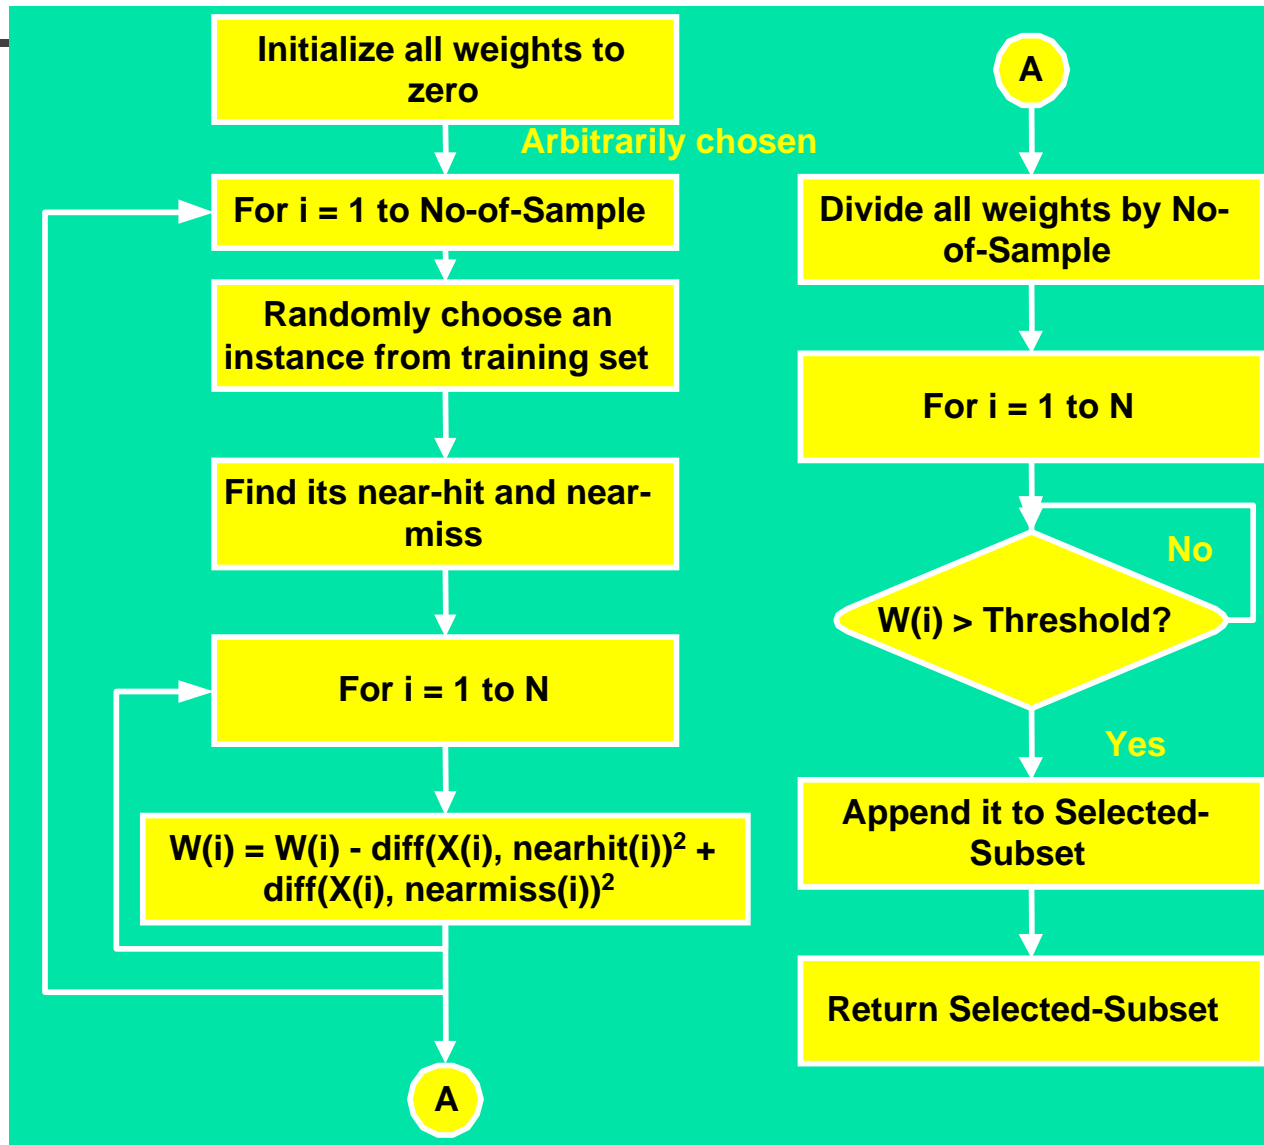 Initialize all weights to
zero
Arbitrarily chosen
For i = 1 to No-of-Sample
Randomly choose an
instance from training set
Find its near-hit and near-
miss
For i = 1 to N
W(i) = W(i) - diff(X(i), nearhit(i))² +
diff(X(i), nearmiss(i))²
A
A
Divide all weights by No-
of-Sample
For i = 1 to N
No
W(i) > Threshold?
Yes
Append it to Selected-
Subset
Return Selected-Subset